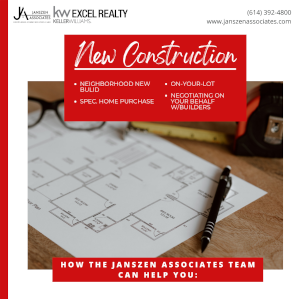 JA JANSZEN
ASSOCIATES
kw EXCEL REALTY
KELLERWILLIAMS
(614) 392-4800
www.janszenassociates.com
New Construction
NEIGHBORHOOD NEW
BULID
SPEC. HOME PURCHASE
ON-YOUR-LOT
NEGOTIATING ON
YOUR BEHALF
W/BUILDERS
HOW THE JANSZEN ASSOCIATES TEAM
CAN HELP YOU: